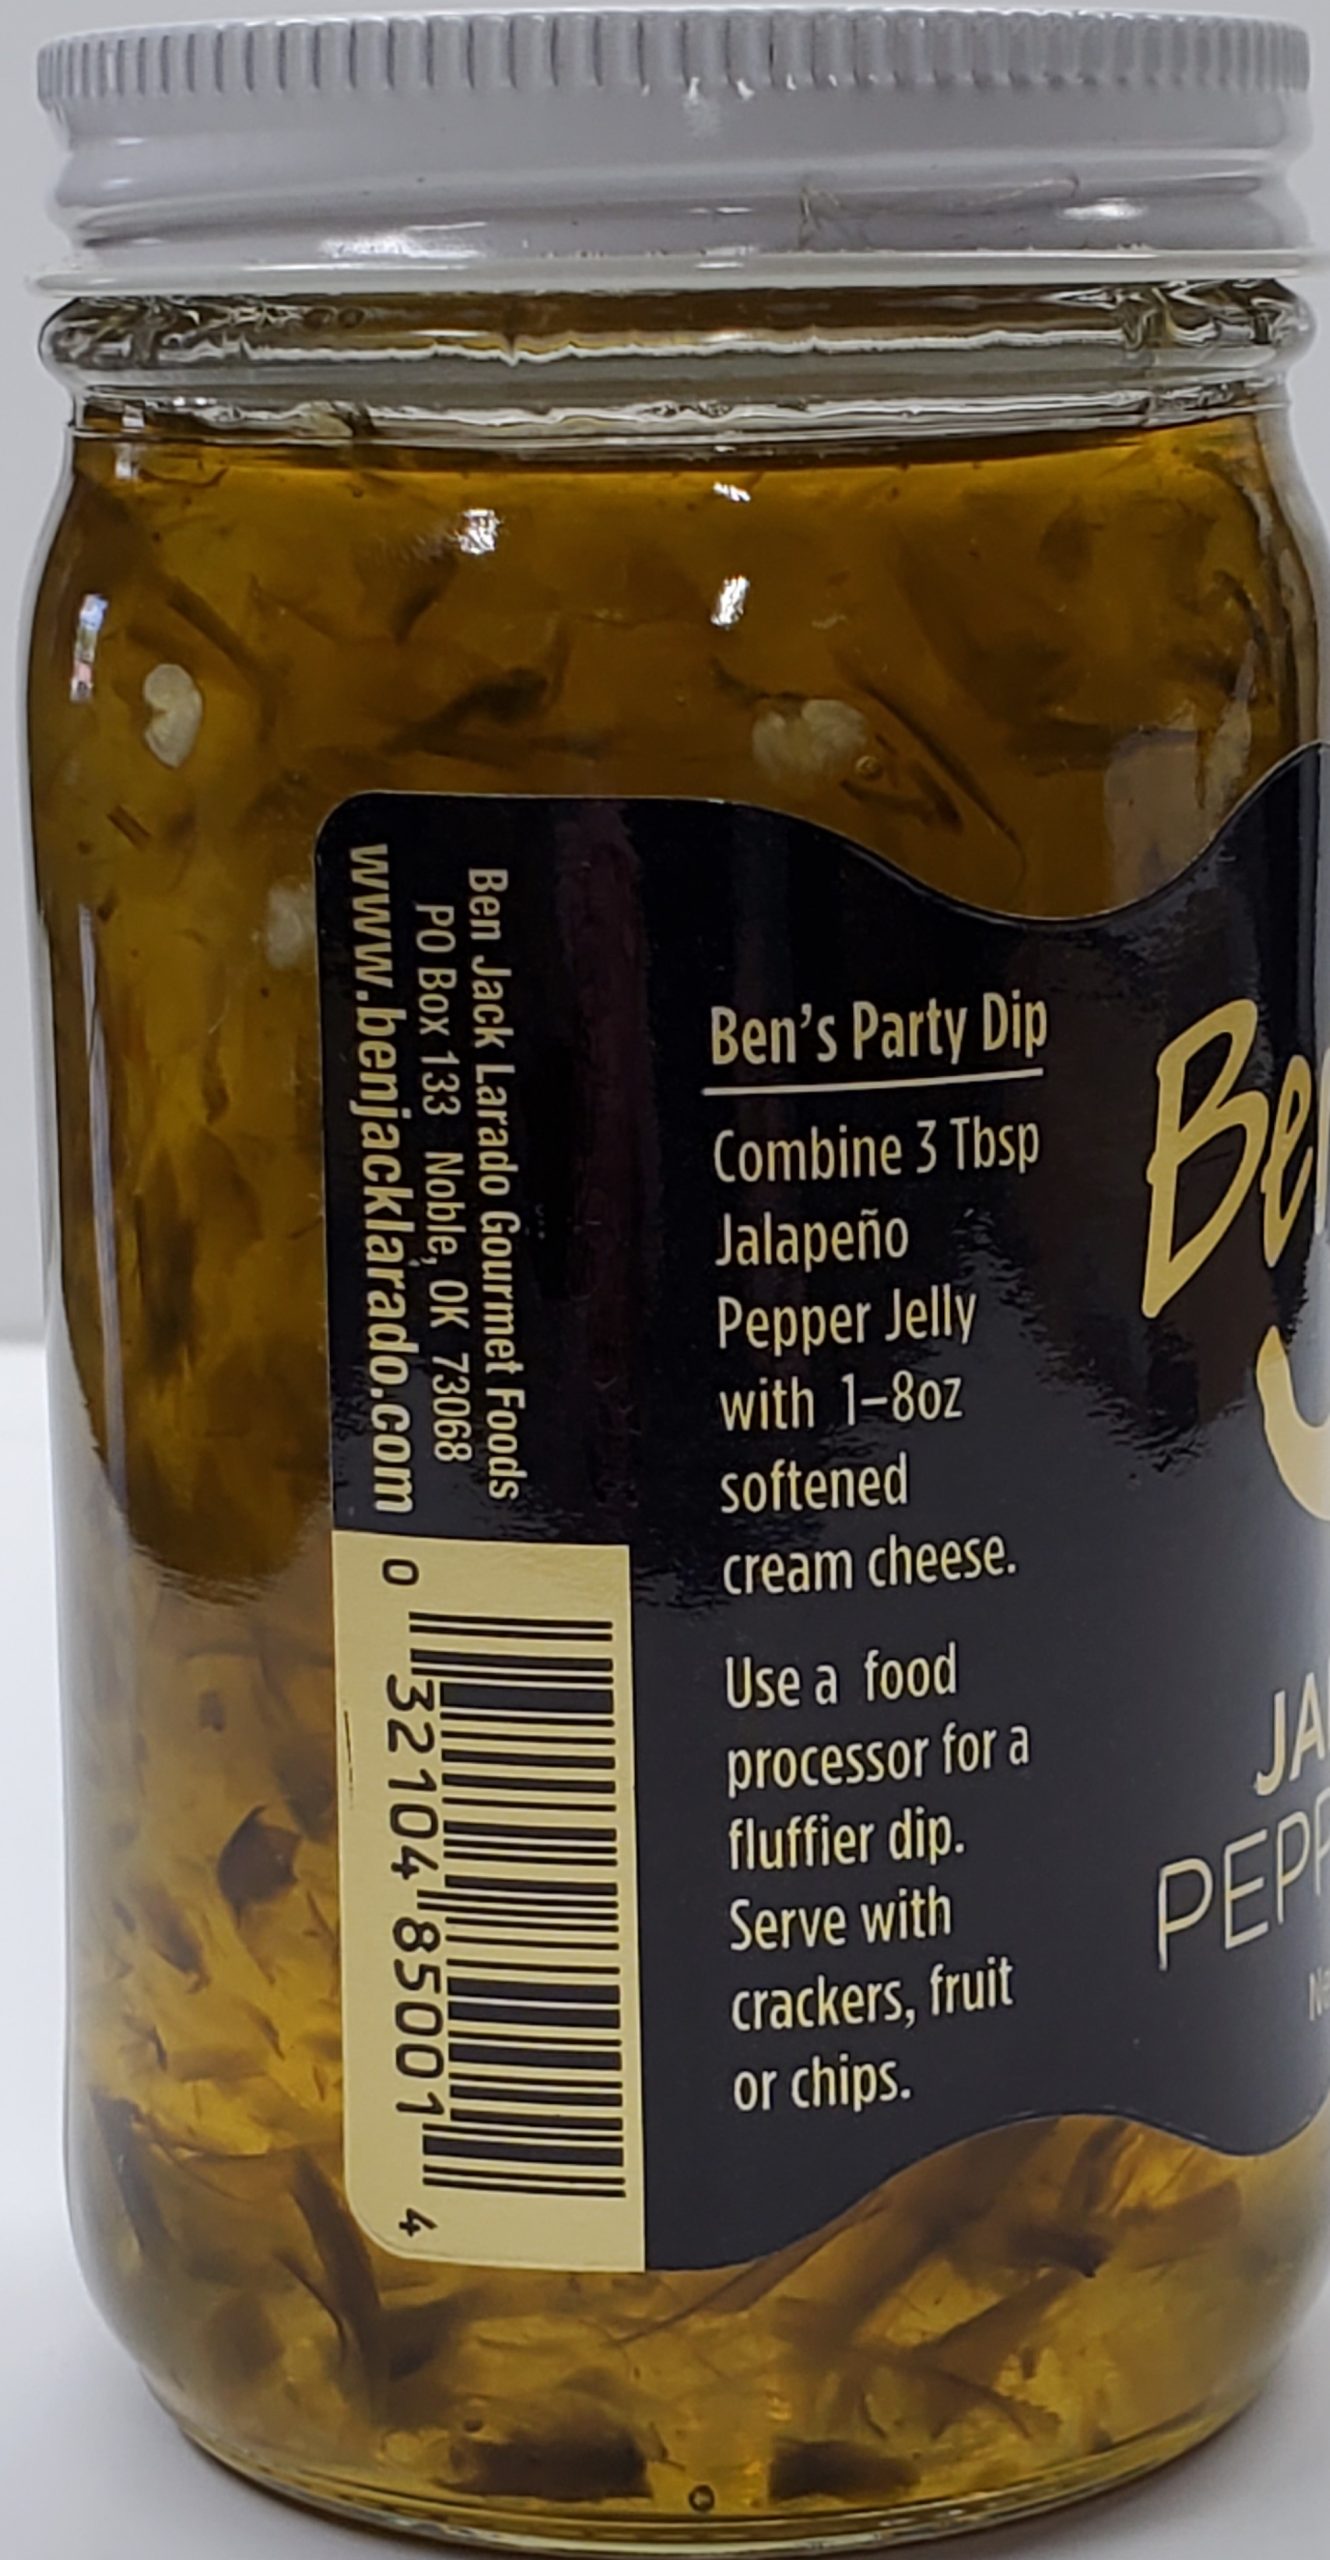 Ben Jack Larado Gourmet Foods
PO Box 133 Noble, OK 73068
www.benjacklarado.com
0 32104 85001 4
Ben's Party Dip
Combine 3 Tbsp
Jalapeño
Pepper Jelly
with 1-8oz
softened
cream cheese.
Use a food
processor for a
fluffier dip.
Serve with
crackers, fruit
or chips.